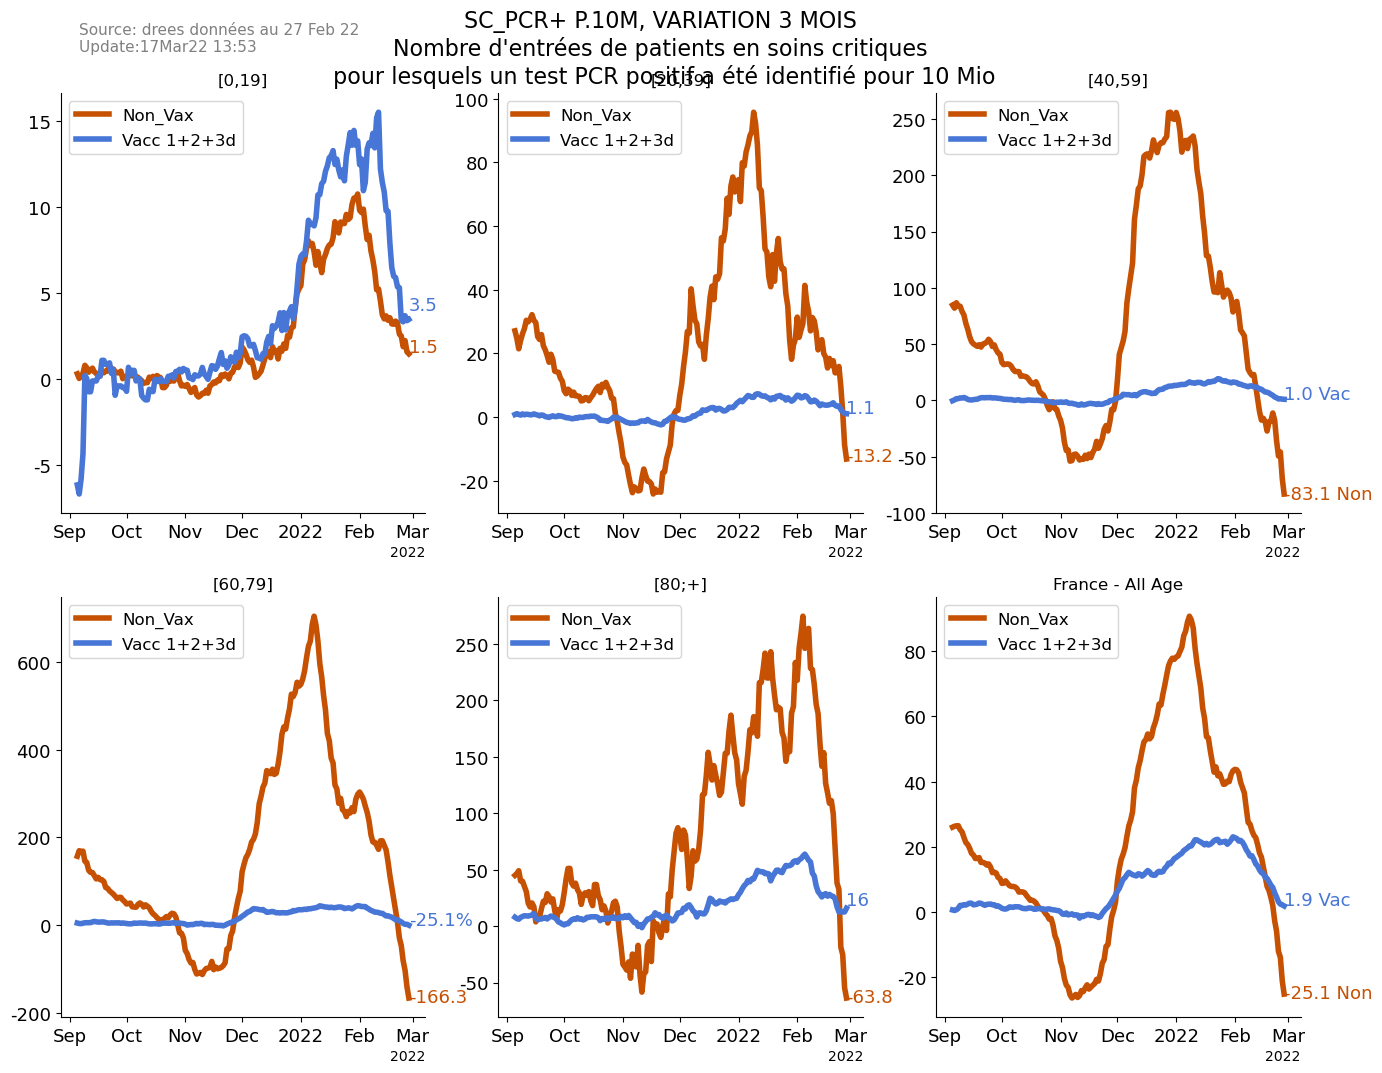 Source: drees données au 27 Feb 22
Update:17Mar22 13:53
SC_PCR+ P.10M, VARIATION 3 MOIS
Nombre d'entrées de patients en soins critiques
pour lesquels un test PCR positif a été identifié pour 10 Mio
[0,19]
Non_Vax
Vacc 1+2+3d
15
10
5
0
-5
3.5
1.5
Sep Oct Nov Dec 2022 Feb Mar
2022
[20,39]
Non_Vax
Vacc 1+2+3d
100
80
60
40
20
0
-20
1.1
-13.2
Sep Oct Nov Dec 2022 Feb Mar
2022
[40,59]
Non_Vax
Vacc 1+2+3d
250
200
150
100
50
0
-50
-100
1.0 Vac
-83.1 Non
Sep Oct Nov Dec 2022 Feb Mar
2022
[60,79]
Non_Vax
Vacc 1+2+3d
600
400
200
0
-200
-25.1%
-166.3
Sep Oct Nov Dec 2022 Feb Mar
2022
[80;+]
Non_Vax
Vacc 1+2+3d
250
200
150
100
50
0
-50
16
-63.8
Sep Oct Nov Dec 2022 Feb Mar
2022
France - All Age
Non_Vax
Vacc 1+2+3d
80
60
40
20
0
-20
1.9 Vac
-25.1 Non
Sep Oct Nov Dec 2022 Feb Mar
2022